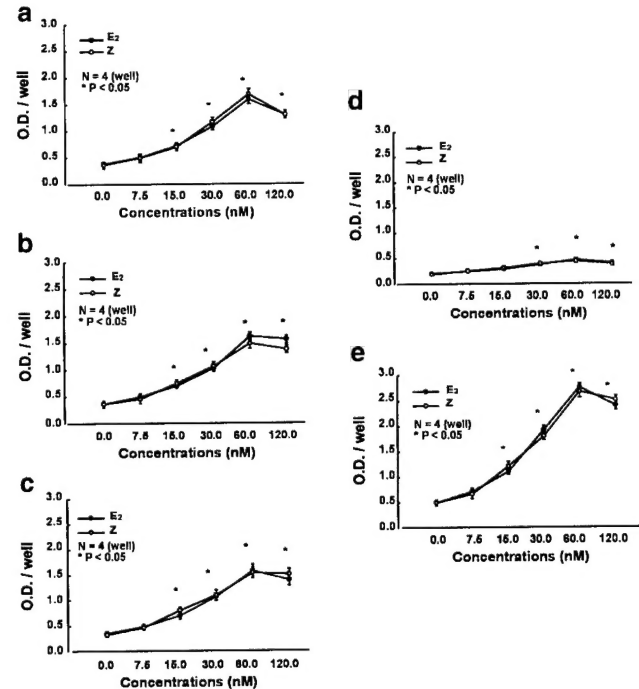 a
E₂
Z
N = 4 (well)
* P < 0.05
O.D. / well
3.0
2.5
2.0
1.5
1.0
0.5
0.0
* * * *
0.0 7.5 15.0 30.0 60.0 120.0
Concentrations (nM)
b
E₂
Z
N = 4 (well)
* P < 0.05
O.D. / well
3.0
2.5
2.0
1.5
1.0
0.5
0.0
* * * *
0.0 7.5 15.0 30.0 60.0 120.0
Concentrations (nM)
c
E₂
Z
N = 4 (well)
* P < 0.05
O.D. / well
3.0
2.5
2.0
1.5
1.0
0.5
0.0
* * * *
0.0 7.5 15.0 30.0 60.0 120.0
Concentrations (nM)
d
E₂
Z
N = 4 (well)
* P < 0.05
O.D. / well
3.0
2.5
2.0
1.5
1.0
0.5
0.0
* * *
0.0 7.5 15.0 30.0 60.0 120.0
Concentrations (nM)
e
E₂
Z
N = 4 (well)
* P < 0.05
O.D. / well
3.0
2.5
2.0
1.5
1.0
0.5
0.0
* * * *
0.0 7.5 15.0 30.0 60.0 120.0
Concentrations (nM)